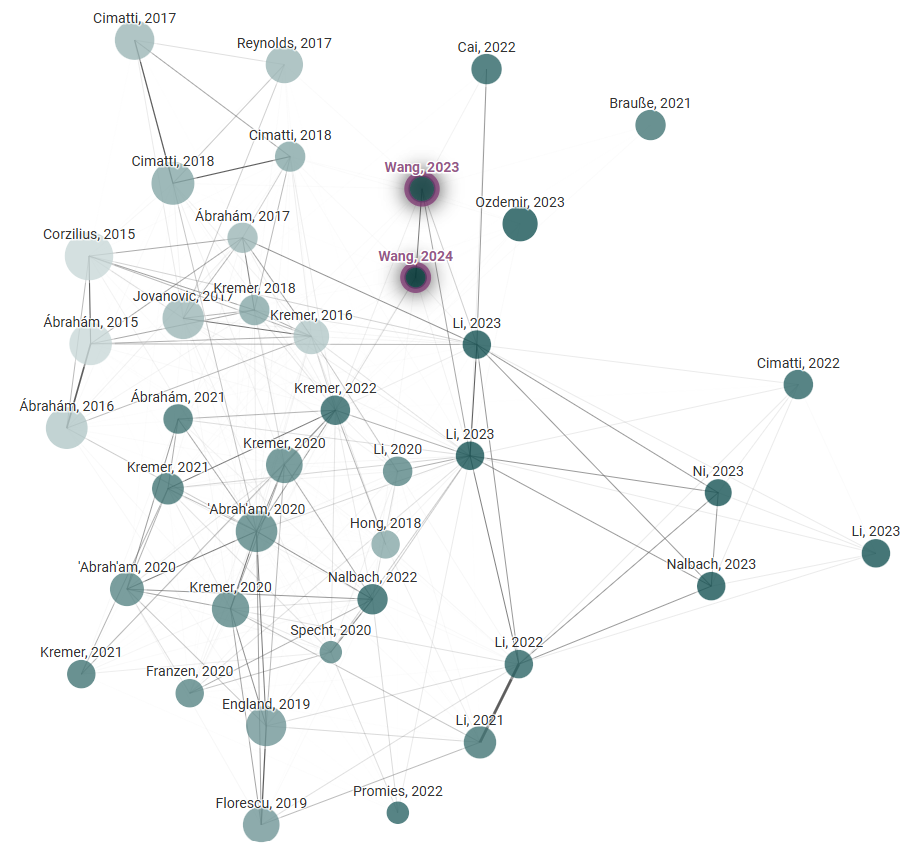 Cimatti, 2017
Reynolds, 2017
Cai, 2022
Brauße, 2021
Cimatti, 2018
Cimatti, 2018
Wang, 2023
Ozdemir, 2023
Ábrahám, 2017
Corzilius, 2015
Wang, 2024
Jovanovic, 2017
Kremer, 2018
Kremer, 2016
Ábrahám, 2015
Li, 2023
Cimatti, 2022
Kremer, 2022
Ábrahám, 2021
Ábrahám, 2016
Li, 2023
Kremer, 2020
Li, 2020
Kremer, 2021
Ni, 2023
'Abrah'am, 2020
Hong, 2018
Li, 2023
'Abrah'am, 2020
Nalbach, 2023
Nalbach, 2022
Kremer, 2020
Specht, 2020
Li, 2022
Kremer, 2021
Franzen, 2020
England, 2019
Li, 2021
Promies, 2022
Florescu, 2019